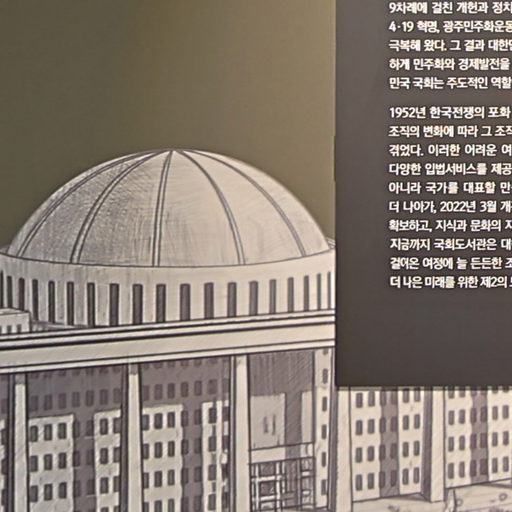 9차례에 걸친 개헌과 정치
4·19 혁명, 광주민주화운동
극복해 왔다. 그 결과 대한민
하게 민주화와 경제발전을
민국 국회는 주도적인 역할
1952년 한국전쟁의 포화
조직의 변화에 따라 그 조직
겪었다. 이러한 어려운 여
다양한 입법서비스를 제공
아니라 국가를 대표할 만
더 나아가, 2022년 3월 개
확보하고, 지식과 문화의 지
지금까지 국회도서관은 대
걸어온 여정에 늘 든든한 조
더 나은 미래를 위한 제2의